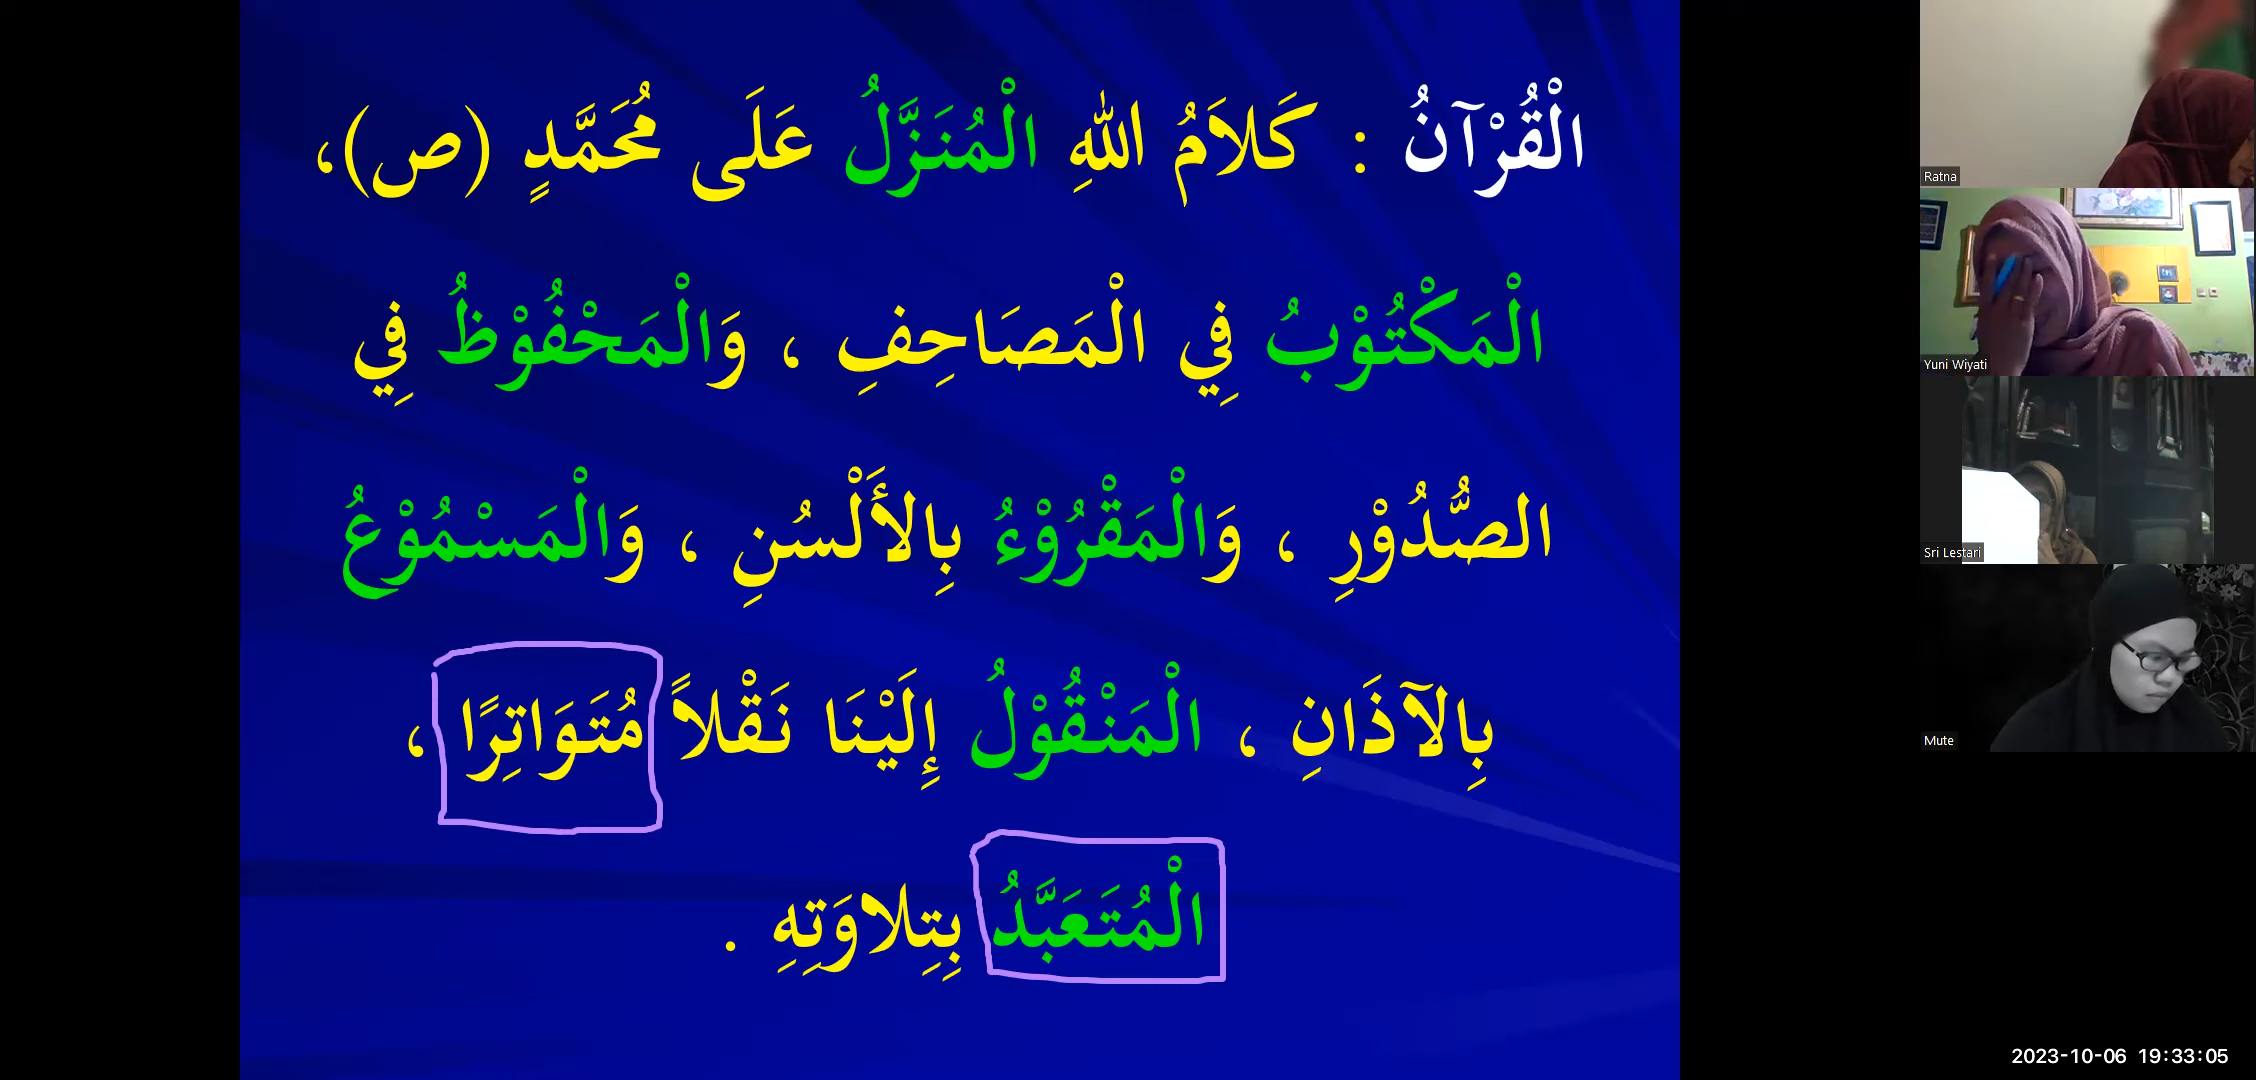 الْقُرْآنُ : كَلاَمُ اللهِ الْمُنَزَّلُ عَلَى مُحَمَّدٍ (ص)،
الْمَكْتُوْبُ فِي الْمَصَاحِفِ ، وَالْمَحْفُوْظُ فِي
الصُّدُوْرِ ، وَالْمَقْرُوْءُ بِالأَلْسُنِ ، وَالْمَسْمُوْعُ
بِالآذَانِ ، الْمَنْقُوْلُ إِلَيْنَا نَقْلاً مُتَوَاتِرًا ،
الْمُتَعَبَّدُ بِتِلاوَتِهِ .
Ratna
Yuni Wiyati
Sri Lestari
Mute
2023-10-06 19:33:05